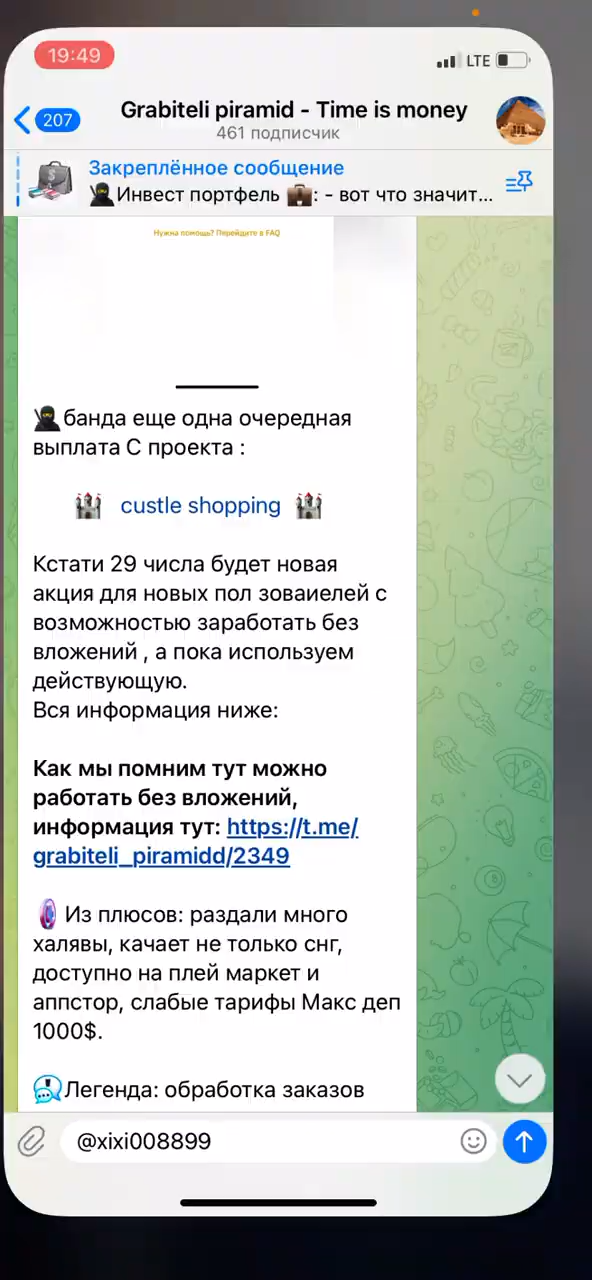 19:49
LTE
207
Grabiteli piramid - Time is money
461 подписчик
Закреплённое сообщение
Инвест портфель : - вот что значит...
Нужна помощь? Перейдите в FAQ
банда еще одна очередная
выплата С проекта :
custle shopping
Кстати 29 числа будет новая
акция для новых пол зоваиелей с
возможностью заработать без
вложений , а пока используем
действующую.
Вся информация ниже:
Как мы помним тут можно
работать без вложений,
информация тут: https://t.me/
grabiteli_piramidd/2349
Из плюсов: раздали много
халявы, качает не только снг,
доступно на плей маркет и
аппстор, слабые тарифы Макс деп
1000$.
Легенда: обработка заказов
@xixi008899